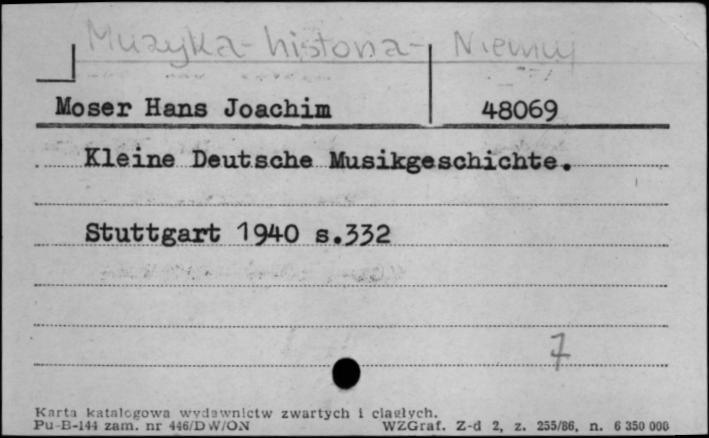 Muzyka - historia - Niemcy
Moser Hans Joachim 48069
Kleine Deutsche Musikgeschichte.
Stuttgart 1940 s.332
7
Karta katalogowa wydawnictw zwartych i ciągłych.
Pu-B-144 zam. nr 446/DW/ON WZGraf. Z-d 2, z. 255/86, n. 6 350 000